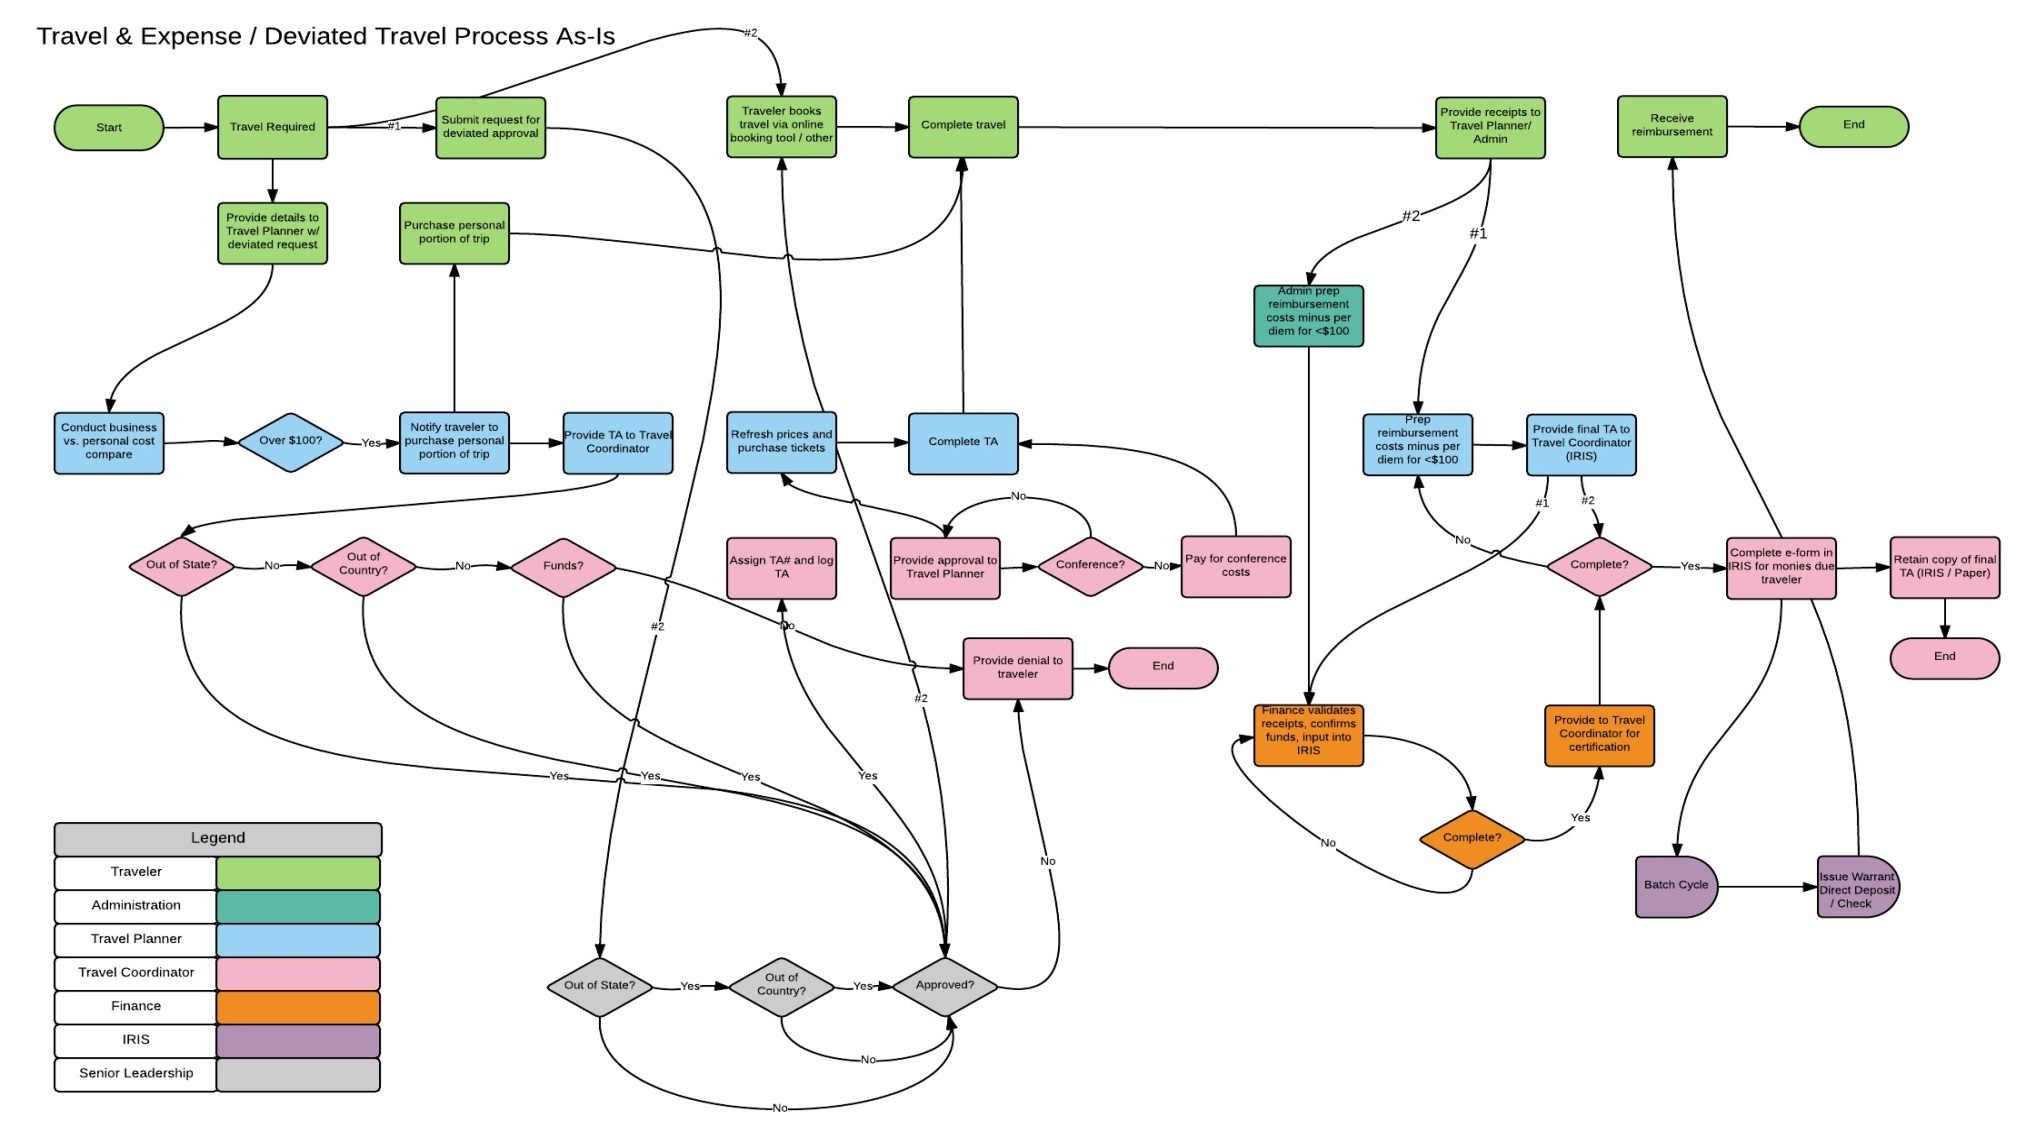 Travel & Expense / Deviated Travel Process As-Is
#2
Start
Travel Required
#1
Submit request for
deviated approval
Traveler books
travel via online
booking tool / other
Complete travel
Provide receipts to
Travel Planner/
Admin
Receive
reimbursement
End
Provide details to
Travel Planner w/
deviated request
Purchase personal
portion of trip
#2
#1
Admin prep
reimbursement
costs minus per
diem for <$100
Conduct business
vs. personal cost
compare
Over $100?
Yes
Notify traveler to
purchase personal
portion of trip
Provide TA to Travel
Coordinator
Refresh prices and
purchase tickets
Complete TA
Prep
reimbursement
costs minus per
diem for <$100
Provide final TA to
Travel Coordinator
(IRIS)
No
#1
#2
No
Out of State?
No
Out of
Country?
No
Funds?
Assign TA# and log
TA
Provide approval to
Travel Planner
Conference?
No
Pay for conference
costs
Complete?
Yes
Complete e-form in
IRIS for monies due
traveler
Retain copy of final
TA (IRIS / Paper)
#2
No
Provide denial to
traveler
End
End
#2
Finance validates
receipts, confirms
funds, input into
IRIS
Provide to Travel
Coordinator for
certification
Yes
Yes
Yes
Yes
Complete?
Yes
No
No
Batch Cycle
Issue Warrant
Direct Deposit
/ Check
Out of State?
Yes
Out of
Country?
Yes
Approved?
No
No
Legend
Traveler
Administration
Travel Planner
Travel Coordinator
Finance
IRIS
Senior Leadership